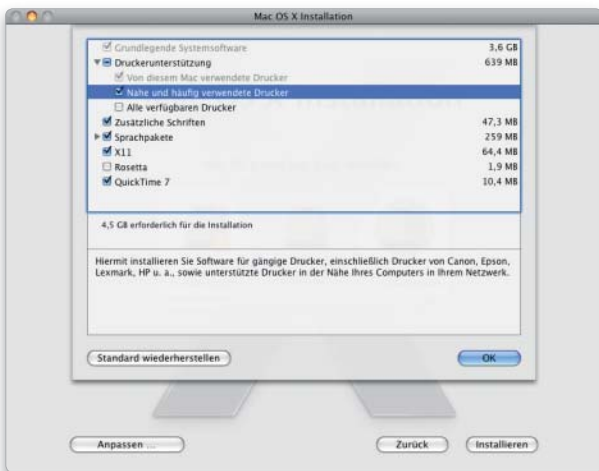 Mac OS X Installation
Grundlegende Systemsoftware 3,6 GB
Druckerunterstützung 639 MB
Von diesem Mac verwendete Drucker
Nahe und häufig verwendete Drucker
Alle verfügbaren Drucker
Zusätzliche Schriften 47,3 MB
Sprachpakete 259 MB
X11 64,4 MB
Rosetta 1,9 MB
QuickTime 7 10,4 MB
4,5 GB erforderlich für die Installation
Hiermit installieren Sie Software für gängige Drucker, einschließlich Drucker von Canon, Epson,
Lexmark, HP u. a., sowie unterstützte Drucker in der Nähe Ihres Computers in Ihrem Netzwerk.
Standard wiederherstellen OK
Anpassen ... Zurück Installieren